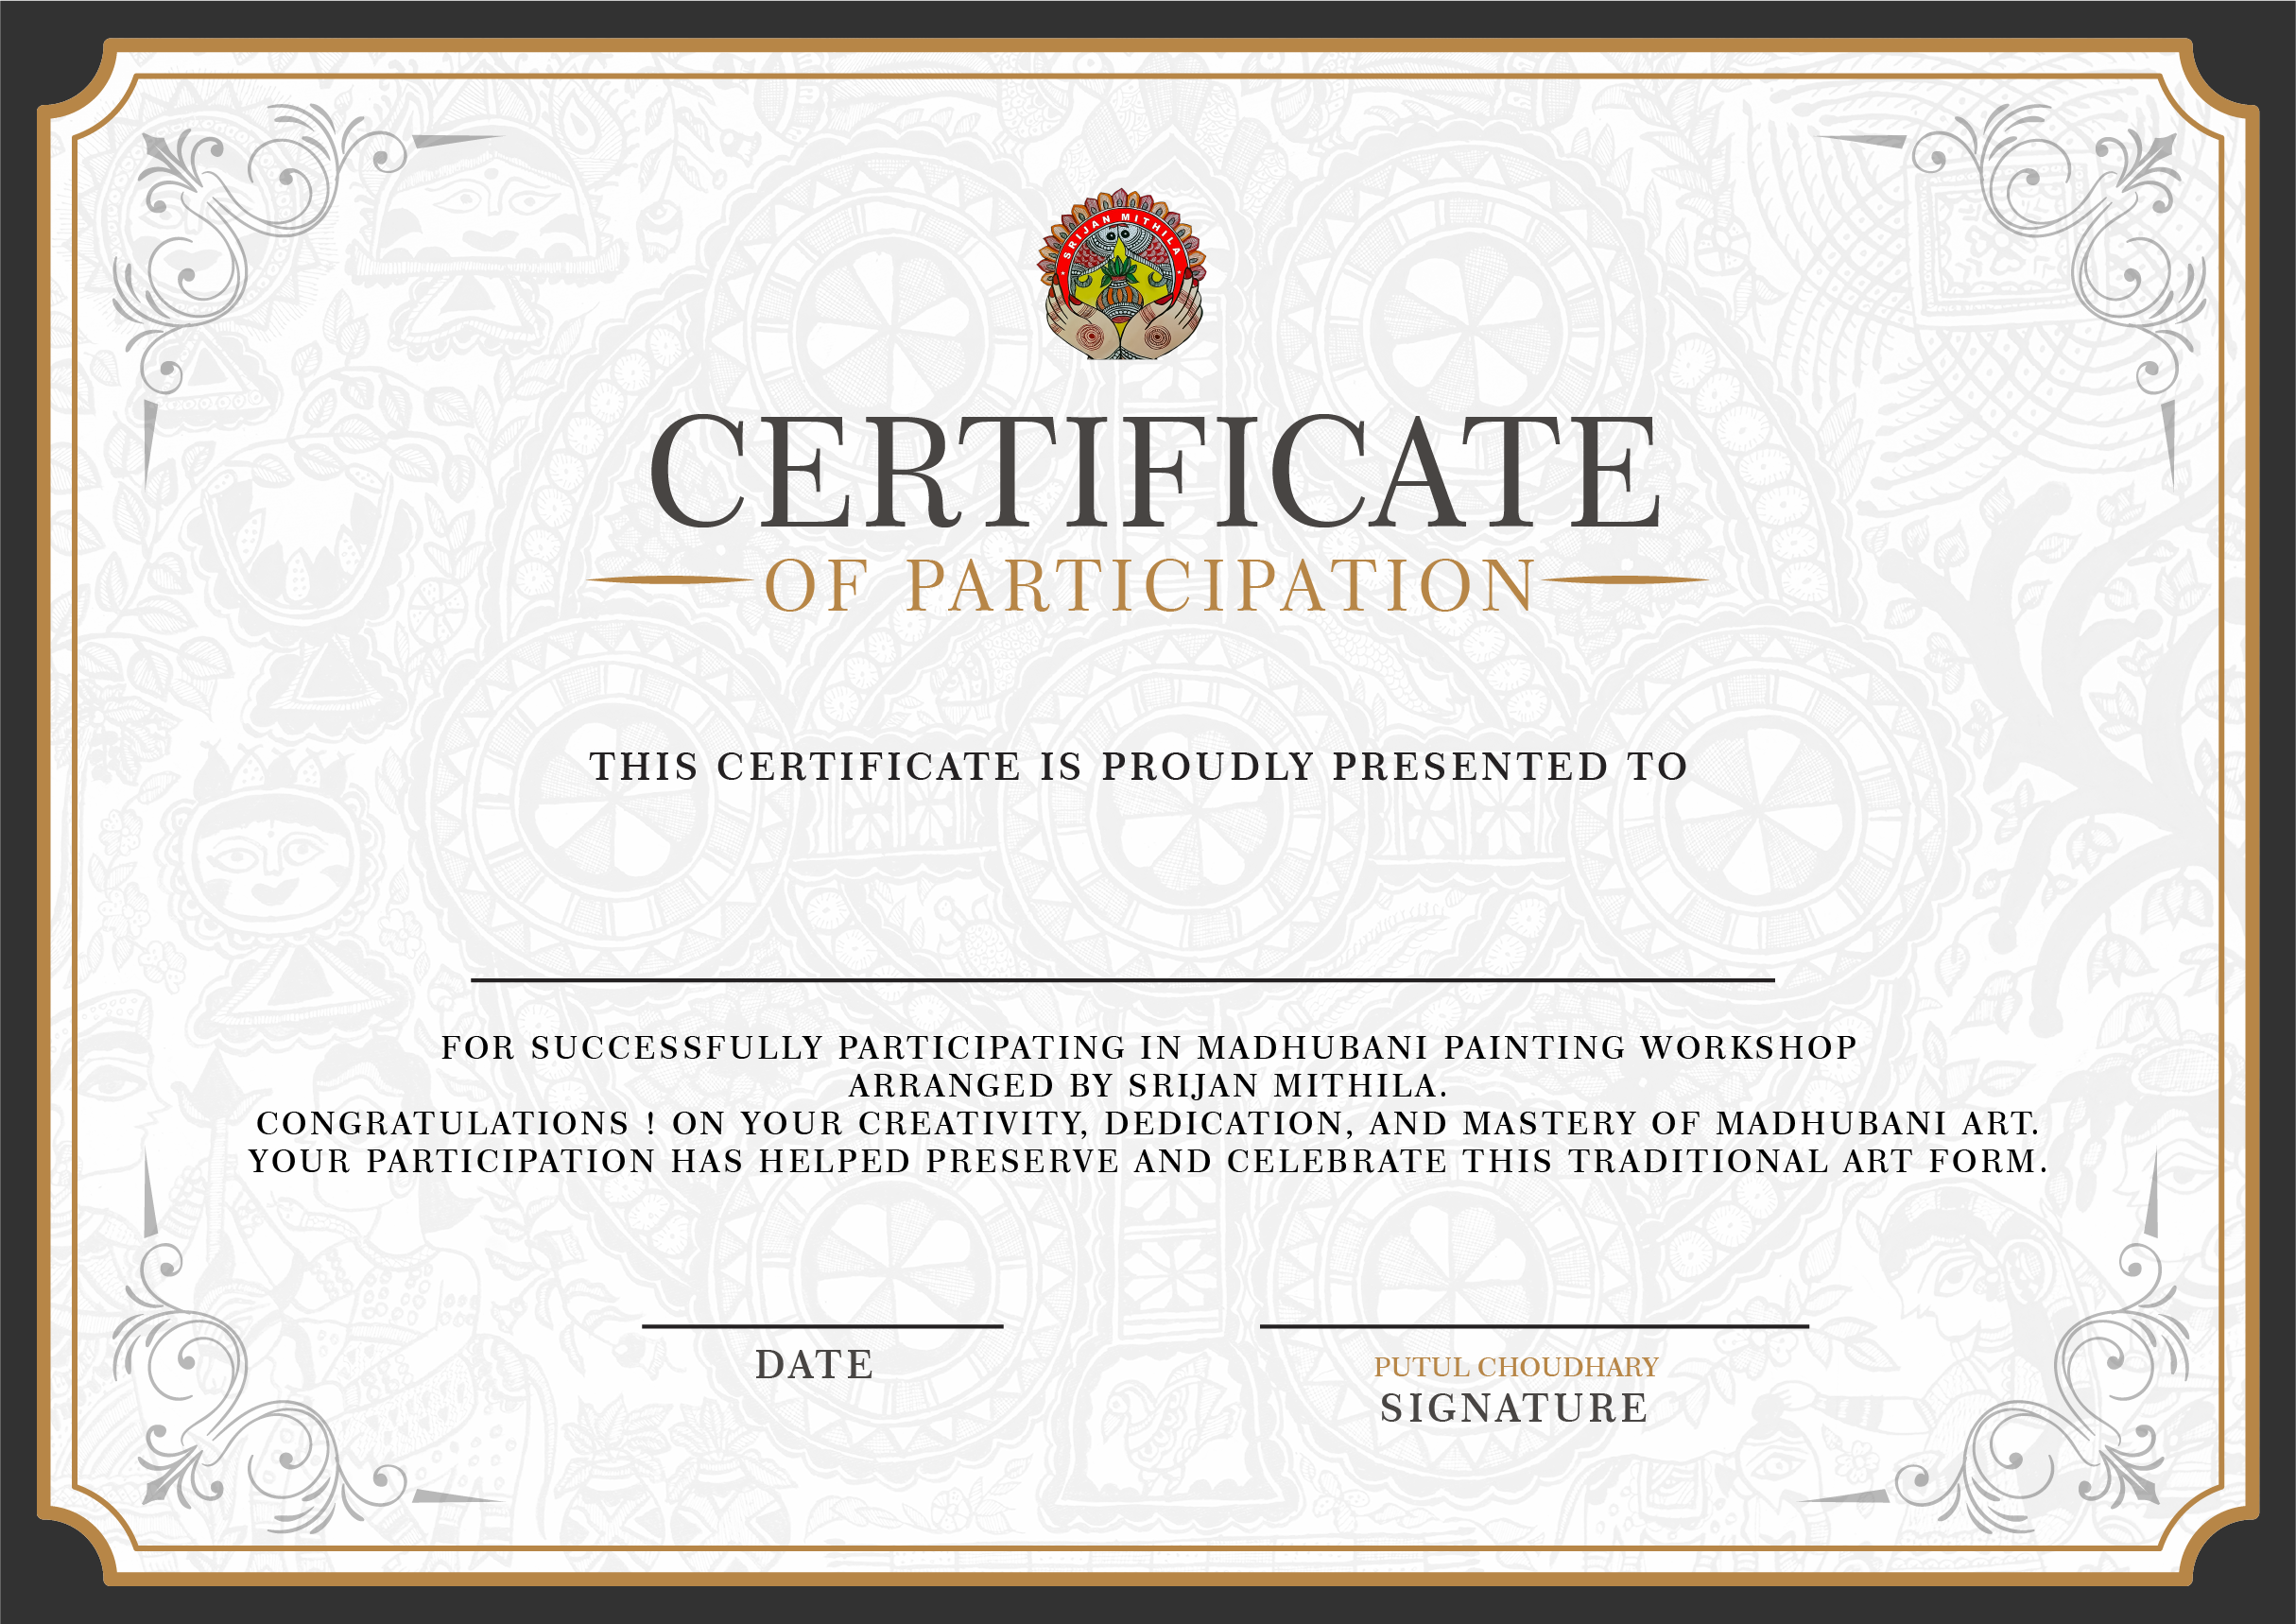 SRIJAN MITHILA
CERTIFICATE
OF PARTICIPATION
THIS CERTIFICATE IS PROUDLY PRESENTED TO
FOR SUCCESSFULLY PARTICIPATING IN MADHUBANI PAINTING WORKSHOP
ARRANGED BY SRIJAN MITHILA.
CONGRATULATIONS ! ON YOUR CREATIVITY, DEDICATION, AND MASTERY OF MADHUBANI ART.
YOUR PARTICIPATION HAS HELPED PRESERVE AND CELEBRATE THIS TRADITIONAL ART FORM.
DATE
PUTUL CHOUDHARY
SIGNATURE